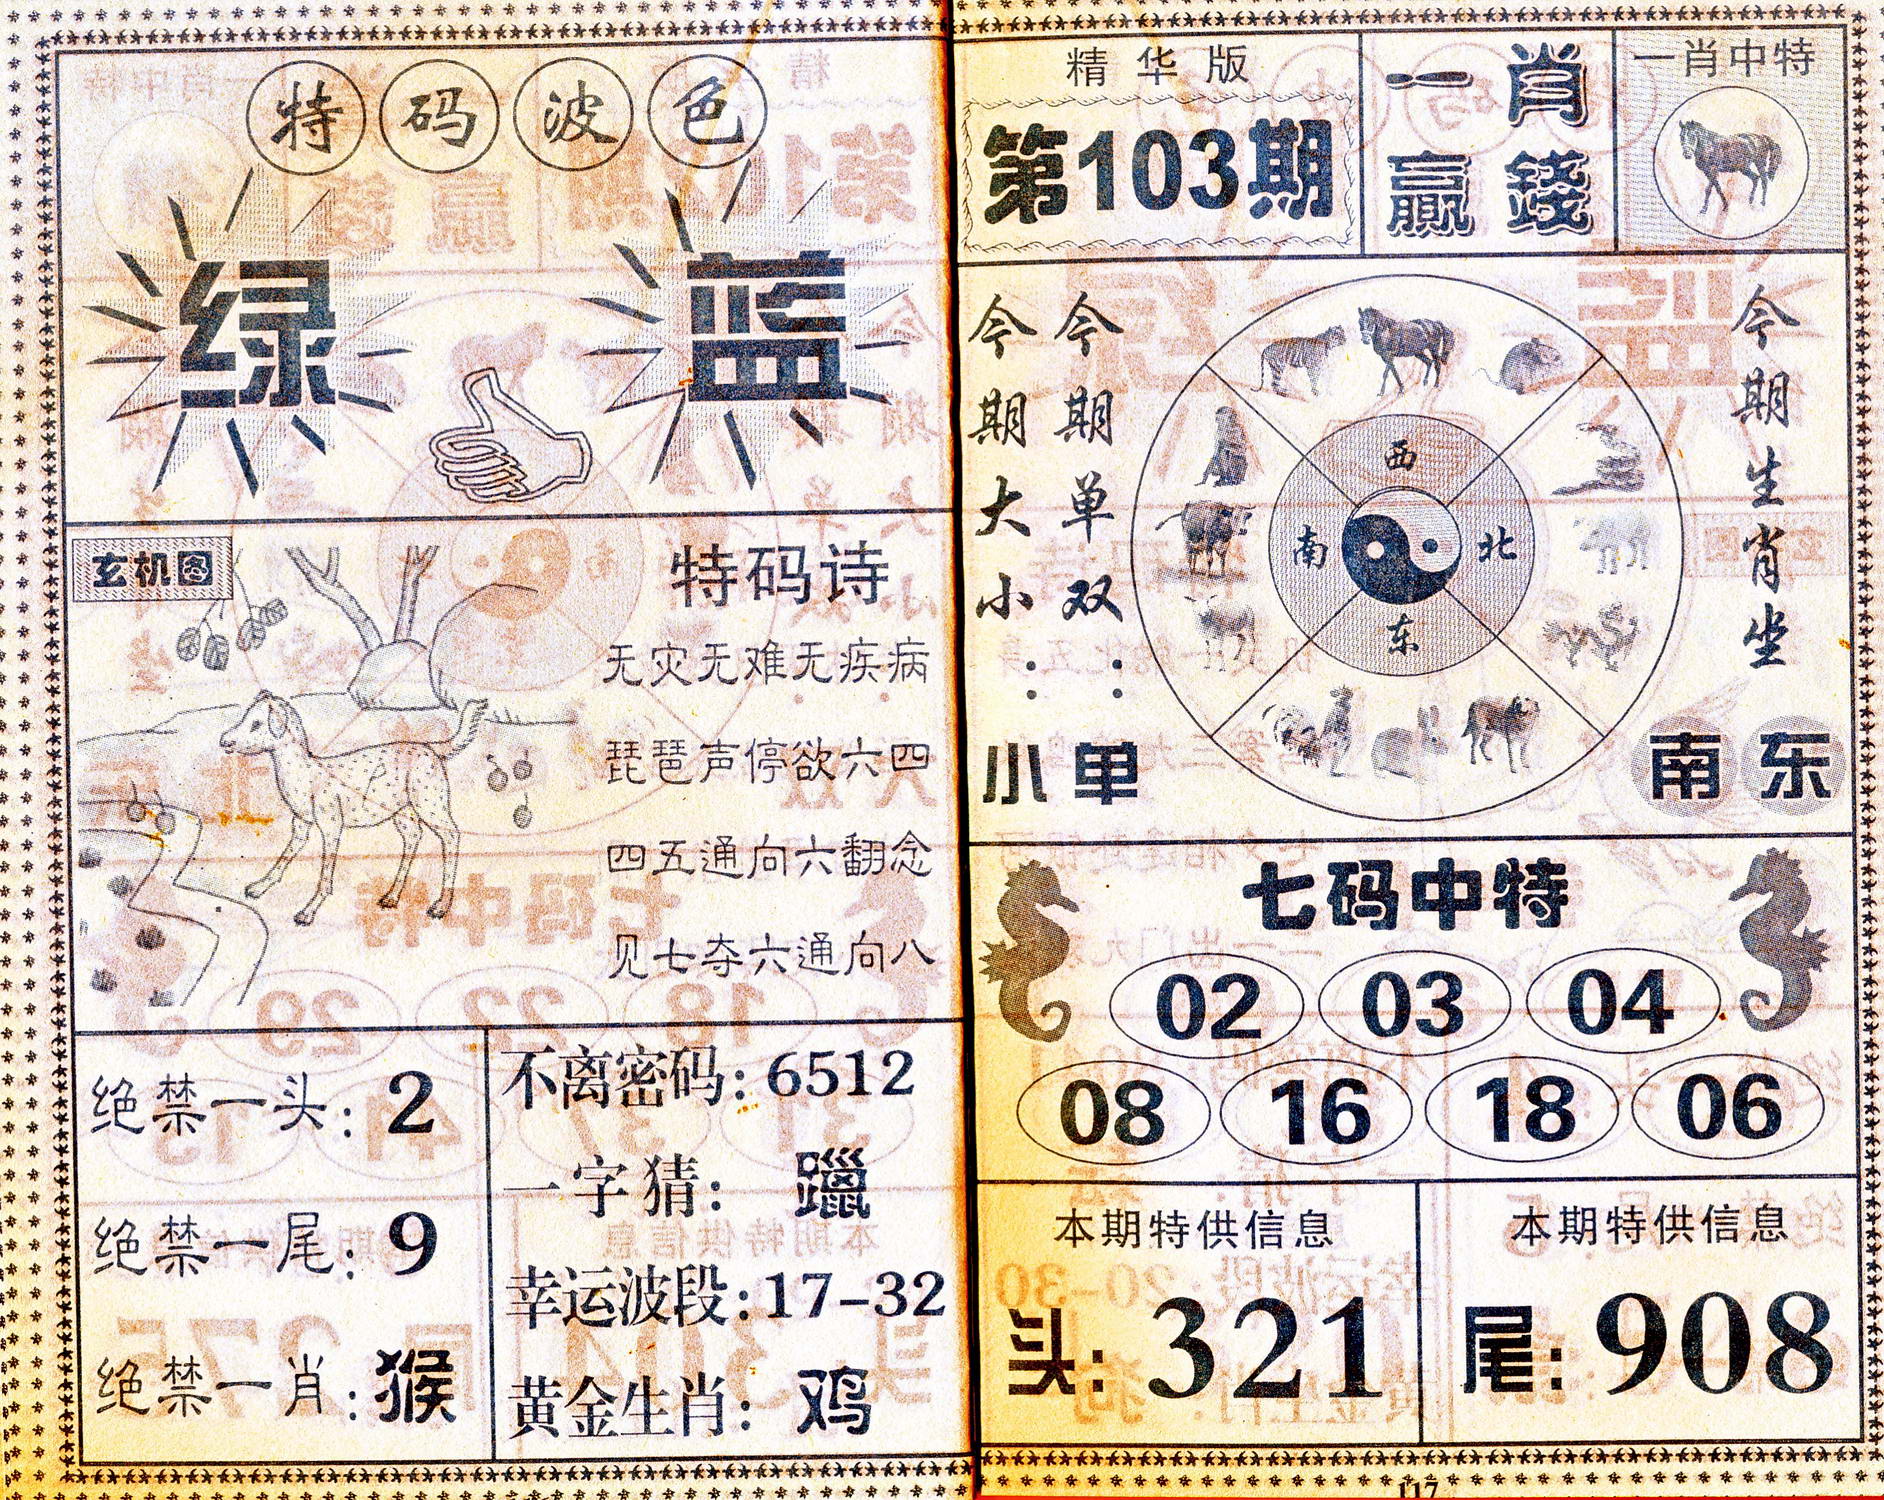 特码波色
绿 蓝
玄机图
特码诗
无灾无难无疾病
琵琶声停欲六四
四五通向六翻念
见七夺六通向八
绝禁一头：2
绝禁一尾：9
绝禁一肖：猴
不离密码：6512
一字猜：躐
幸运波段：17-32
黄金生肖：鸡
精华版
第103期
一肖
赢錢
一肖中特
今期大小：小
今期单双：单
西
南
北
东
今期生肖坐
南东
七码中特
02 03 04
08 16 18 06
本期特供信息
头：321
本期特供信息
尾：908
117